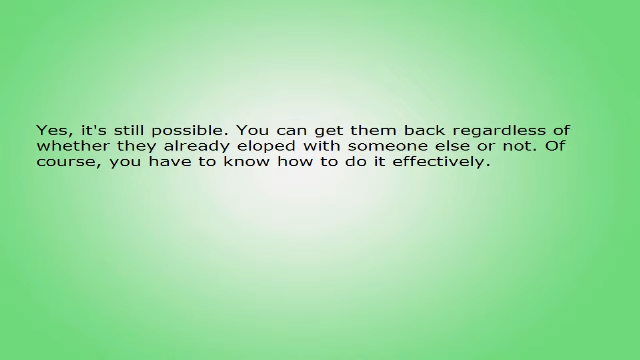 Yes, it's still possible. You can get them back regardless of
whether they already eloped with someone else or not. Of
course, you have to know how to do it effectively.